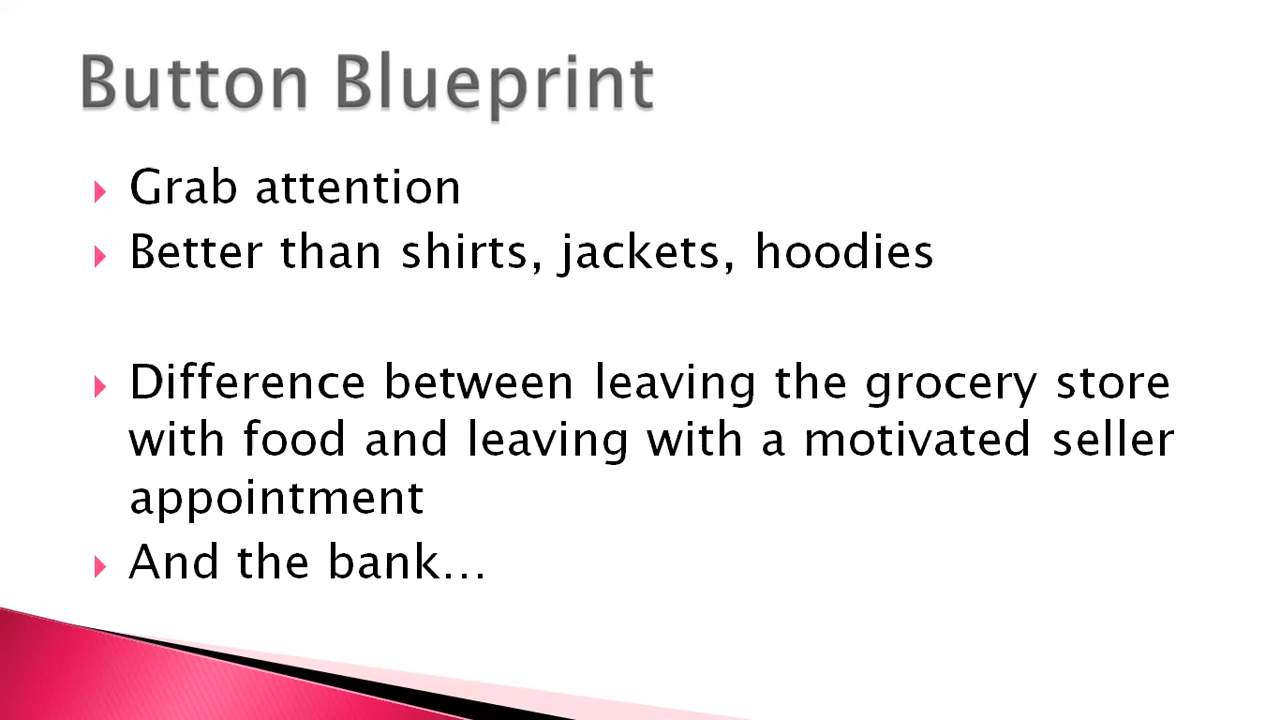 Button Blueprint
Grab attention
Better than shirts, jackets, hoodies
Difference between leaving the grocery store
with food and leaving with a motivated seller
appointment
And the bank…